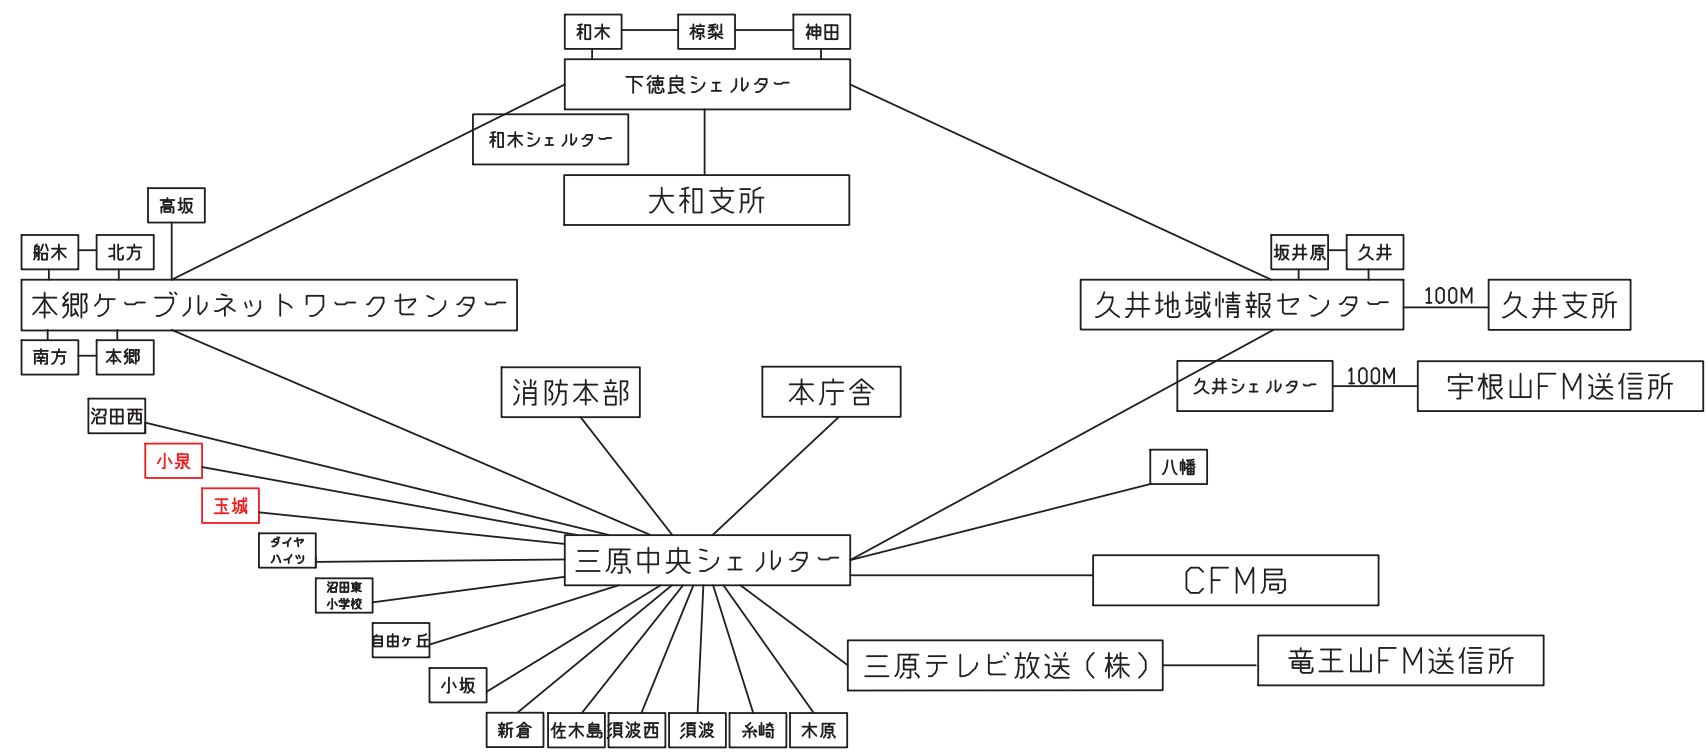 和木
椋梨
神田
下徳良シェルター
和木シェルター
大和支所
高坂
船木
北方
本郷ケーブルネットワークセンター
南方
本郷
坂井原
久井
久井地域情報センター
100M
久井支所
久井シェルター
100M
宇根山FM送信所
消防本部
本庁舎
沼田西
小泉
玉城
八幡
ダイヤ
ハイツ
三原中央シェルター
沼田東
小学校
CFM局
自由ヶ丘
三原テレビ放送（株）
竜王山FM送信所
小坂
新倉
佐木島
須波西
須波
糸崎
木原